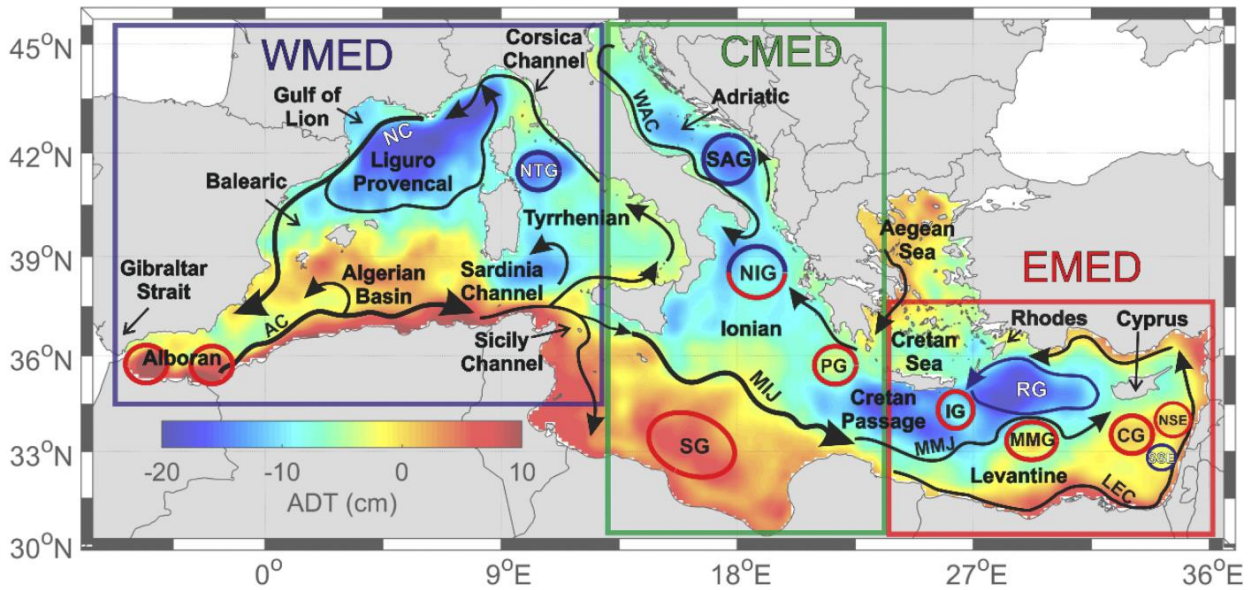 45°N
42°N
39°N
36°N
33°N
30°N
0°
9°E
18°E
27°E
36°E
WMED
CMED
EMED
Corsica
Channel
Gulf of
Lion
NC
Liguro
Provencal
Balearic
NTG
Tyrrhenian
Gibraltar
Strait
Algerian
Basin
Sardinia
Channel
AC
Alboran
Sicily
Channel
WAC
Adriatic
SAG
NIG
Ionian
PG
MIJ
SG
Aegean
Sea
Cretan
Sea
Rhodes
Cyprus
Cretan
Passage
IG
RG
MMJ
MMG
CG
NSE
SSE
Levantine
LEC
-20
-10
0
10
ADT (cm)